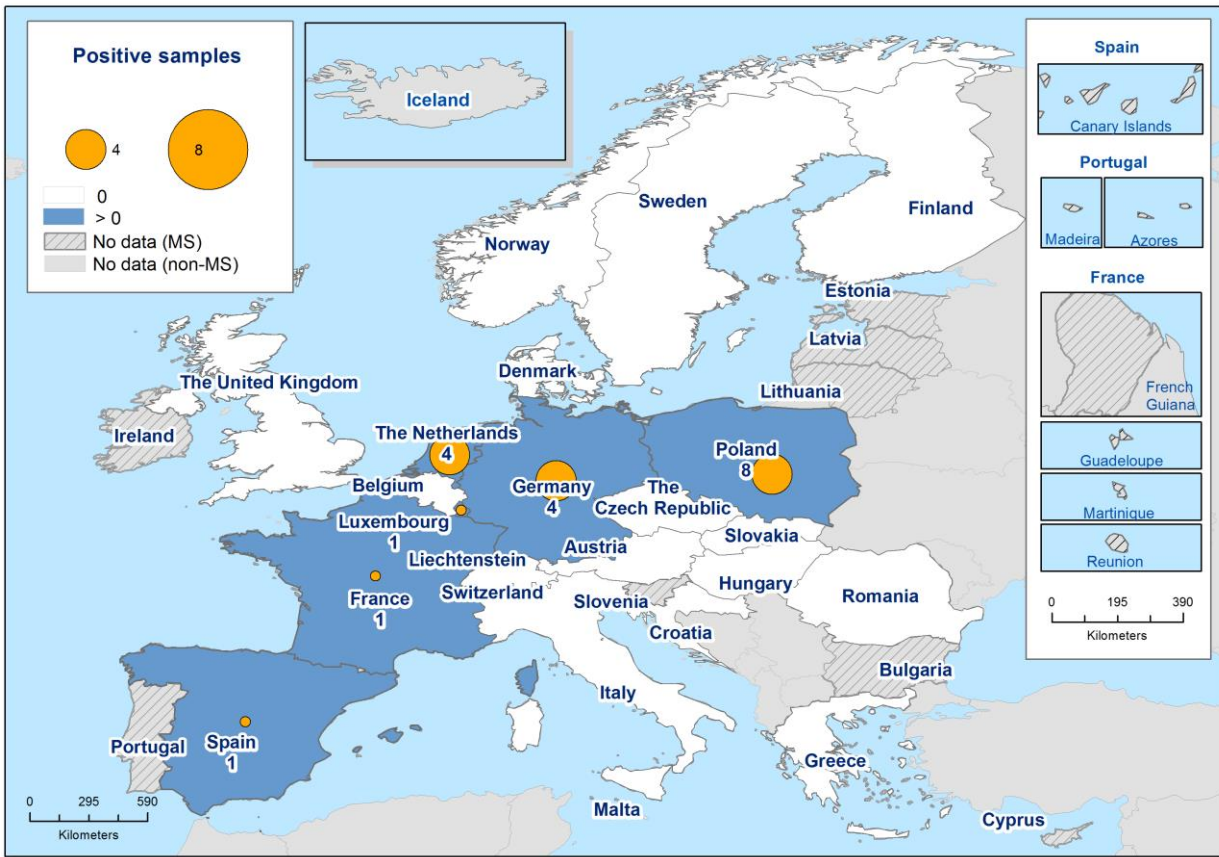 Positive samples
4
8
0
> 0
No data (MS)
No data (non-MS)
Iceland
Spain
Canary Islands
Portugal
Madeira
Azores
France
French
Guiana
Guadeloupe
Martinique
Reunion
0 195 390
Kilometers
Sweden
Finland
Norway
Estonia
Latvia
Denmark
Lithuania
The United Kingdom
Ireland
The Netherlands
4
Poland
8
Belgium
Germany
4
The
Czech Republic
Luxembourg
1
Slovakia
Austria
Liechtenstein
Hungary
Switzerland
France
1
Slovenia
Romania
Croatia
Bulgaria
Italy
Portugal
Spain
1
Greece
Malta
Cyprus
0 295 590
Kilometers